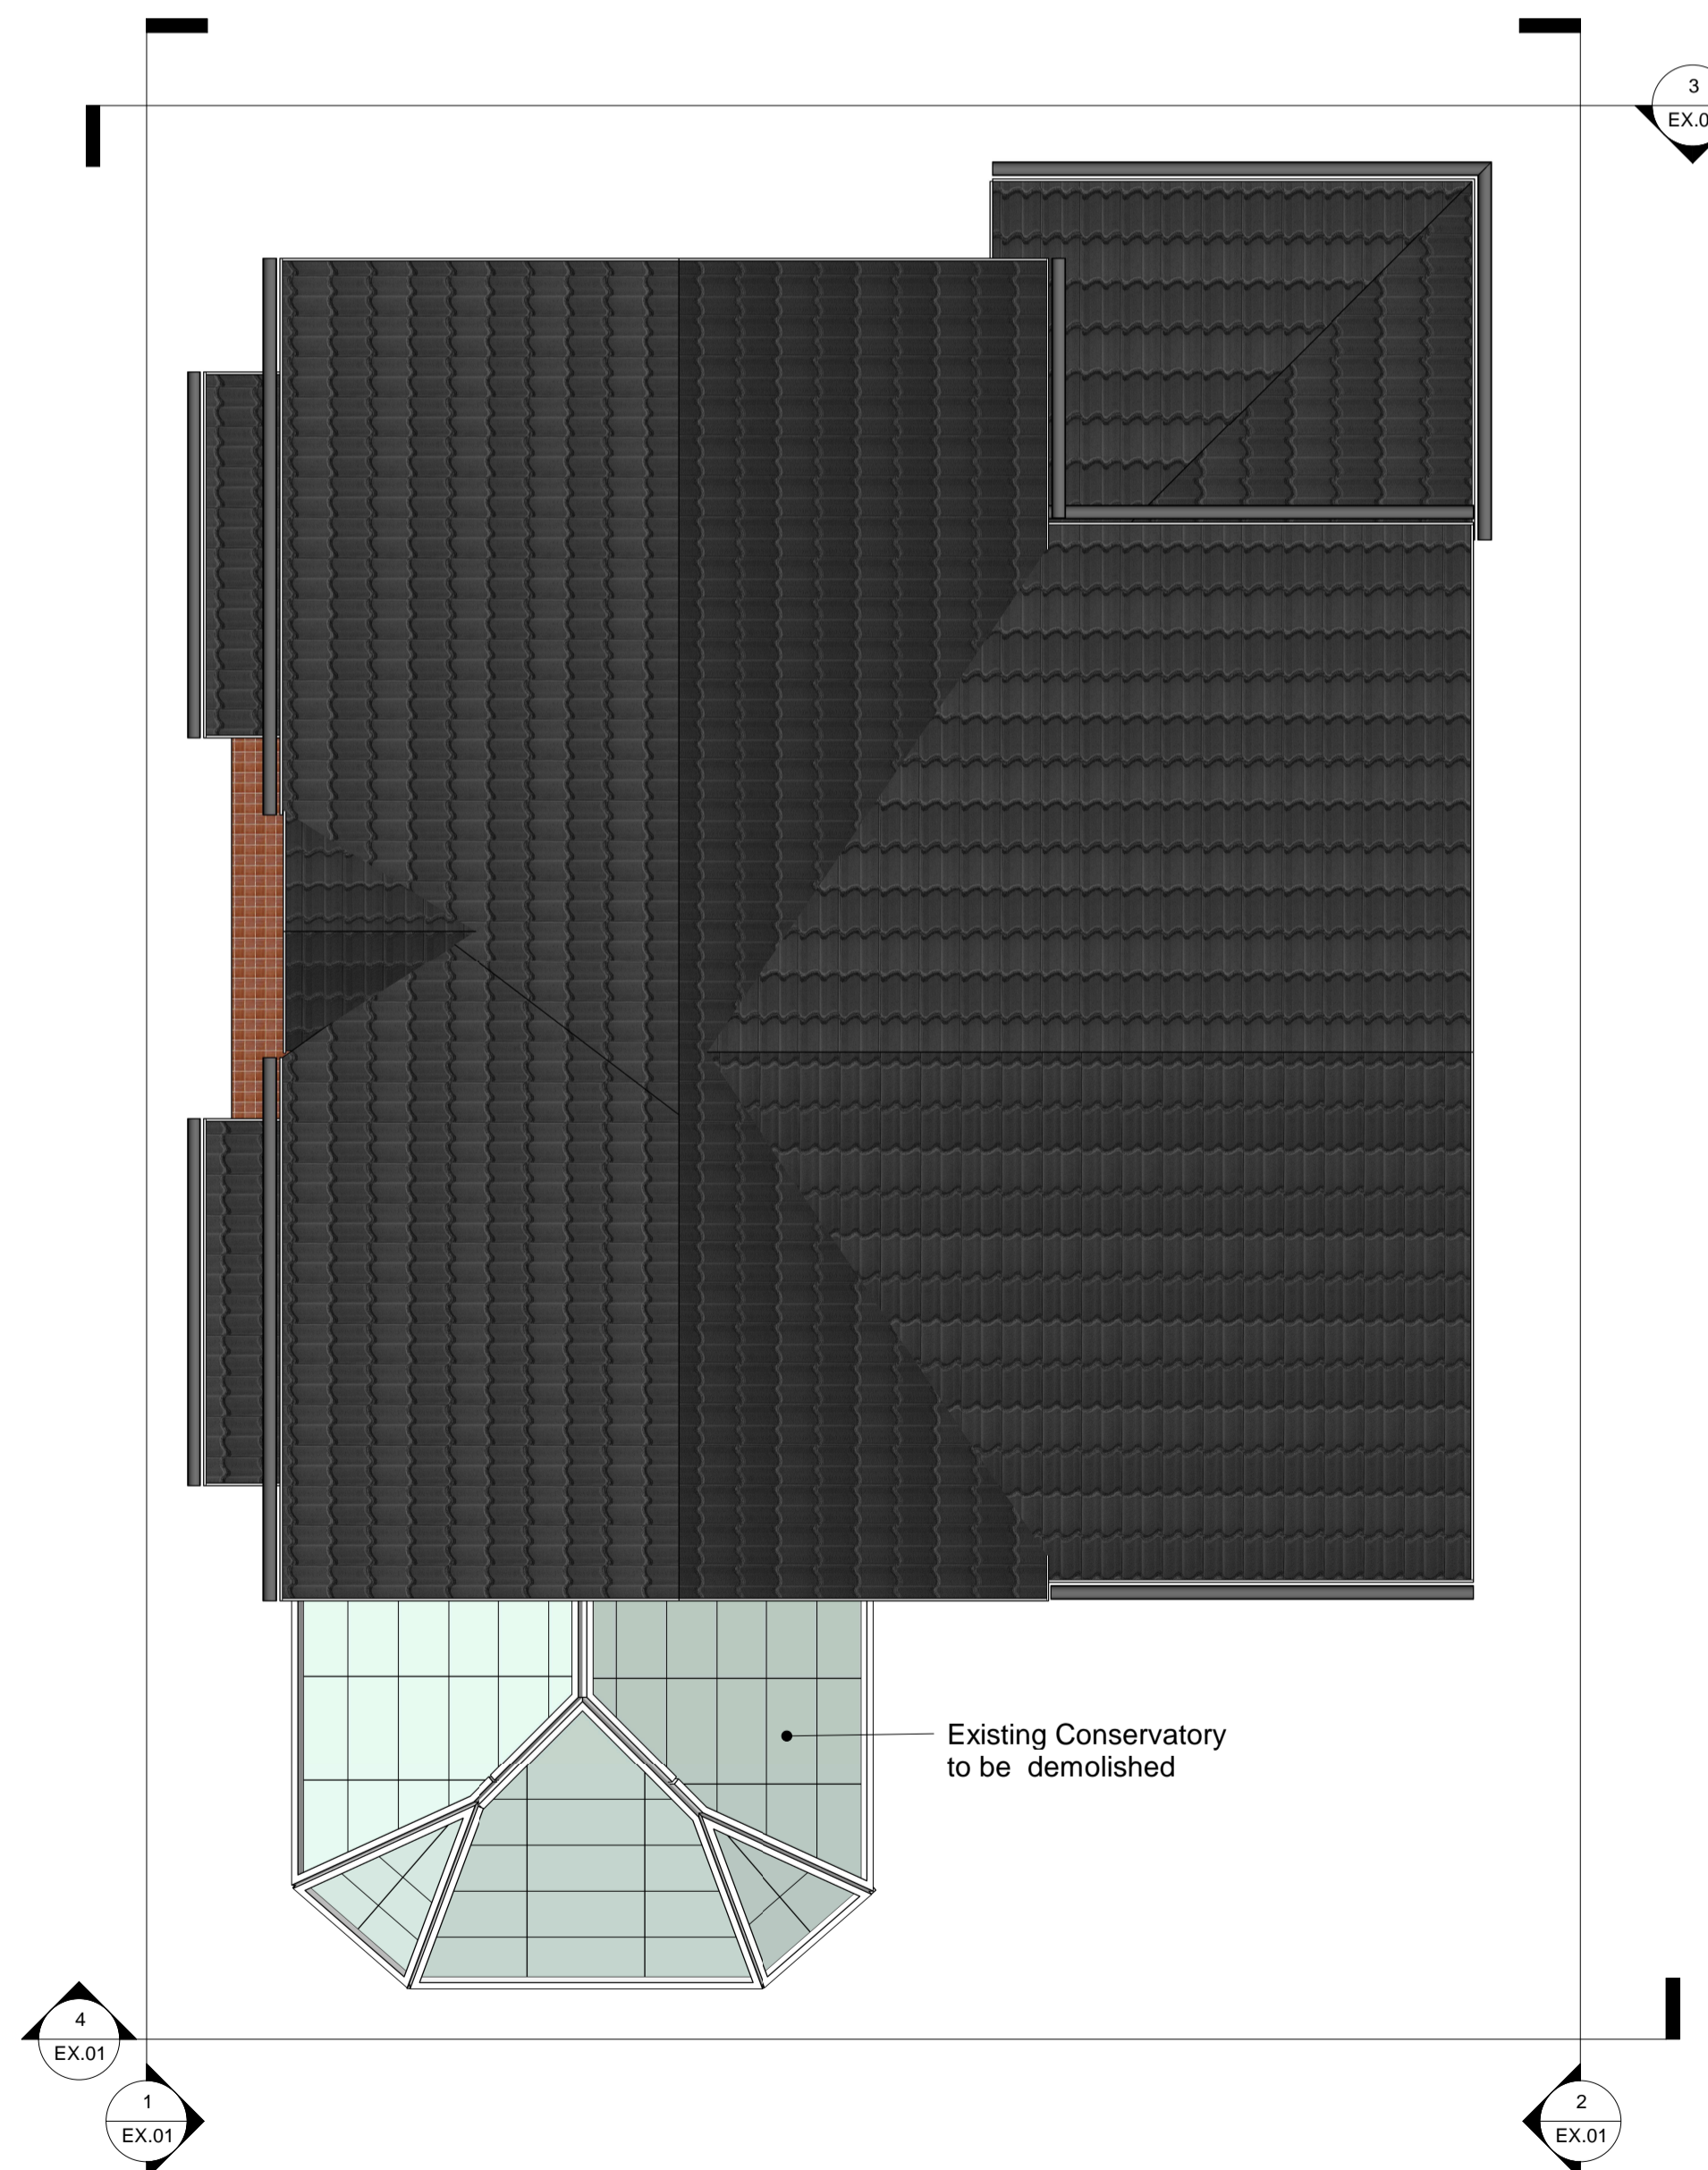 3
EX.0
Existing Conservatory
to be demolished
4
EX.01
1
EX.01
2
EX.01